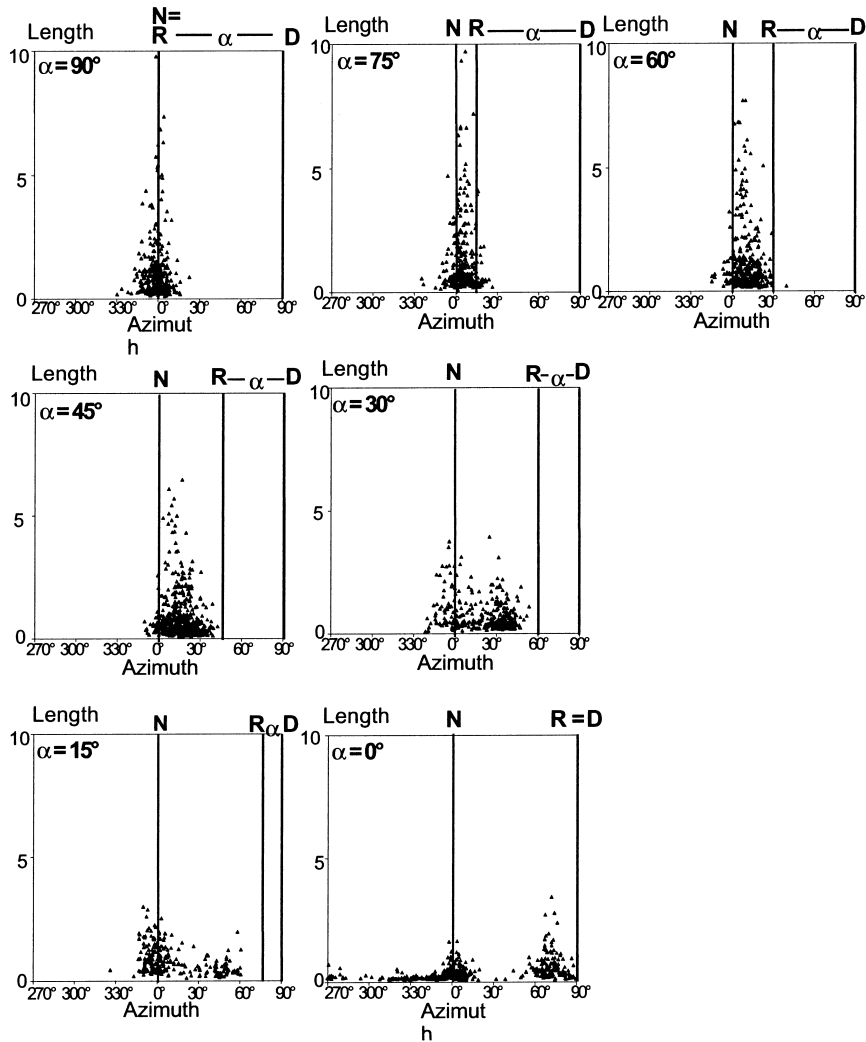 N=
Length R — α — D
α = 90°
10
5
0
270° 300° 330° 0° 30° 60° 90°
Azimut
h
Length N R — α — D
α = 75°
10
5
0
270° 300° 330° 0° 30° 60° 90°
Azimuth
N R — α — D
α = 60°
10
5
0
270° 300° 330° 0° 30° 60° 90°
Azimuth
Length N R — α — D
α = 45°
10
5
0
270° 300° 330° 0° 30° 60° 90°
Azimuth
Length N R - α - D
α = 30°
10
5
0
270° 300° 330° 0° 30° 60° 90°
Azimuth
Length N R α D
α = 15°
10
5
0
270° 300° 330° 0° 30° 60° 90°
Azimuth
Length N R = D
α = 0°
10
5
0
270° 300° 330° 0° 30° 60° 90°
Azimut
h